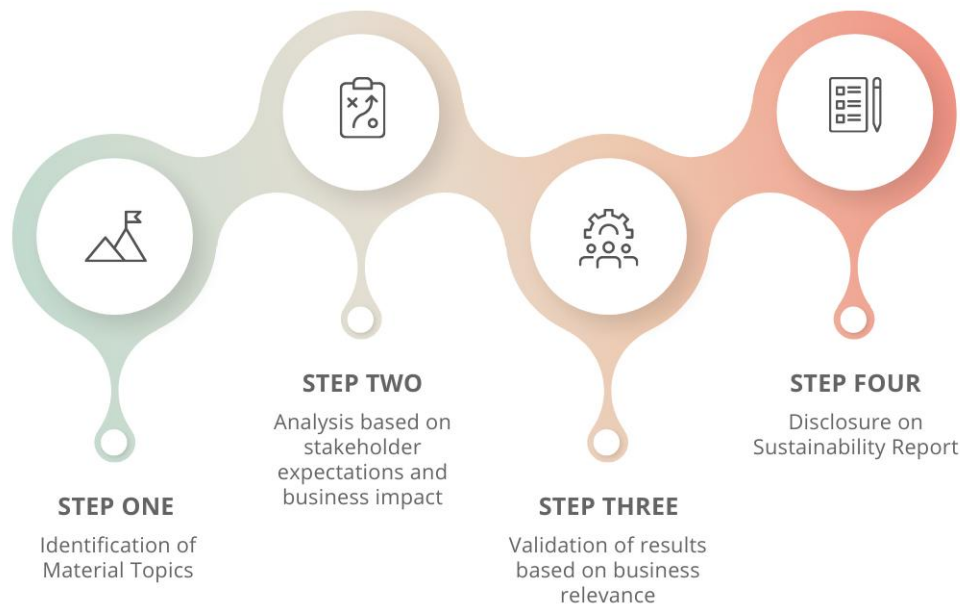 STEP ONE
Identification of
Material Topics
STEP TWO
Analysis based on
stakeholder
expectations and
business impact
STEP THREE
Validation of results
based on business
relevance
STEP FOUR
Disclosure on
Sustainability Report